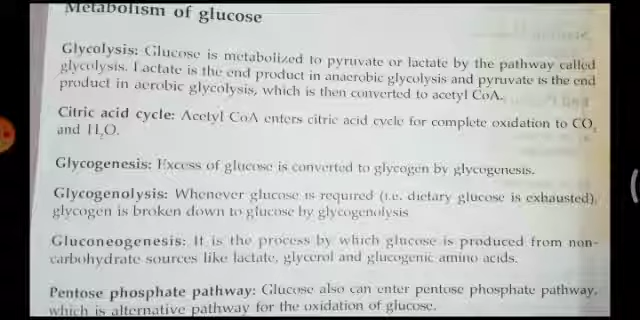 Metabolism of glucose
Glycolysis: Glucose is metabolized to pyruvate or lactate by the pathway called
glycolysis. Lactate is the end product in anaerobic glycolysis and pyruvate is the end
product in aerobic glycolysis, which is then converted to acetyl CoA.
Citric acid cycle: Acetyl CoA enters citric acid cycle for complete oxidation to CO₂
and H₂O.
Glycogenesis: Excess of glucose is converted to glycogen by glycogenesis.
Glycogenolysis: Whenever glucose is required (i.e. dietary glucose is exhausted),
glycogen is broken down to glucose by glycogenolysis
Gluconeogenesis: It is the process by which glucose is produced from non-
carbohydrate sources like lactate, glycerol and glucogenic amino acids.
Pentose phosphate pathway: Glucose also can enter pentose phosphate pathway,
which is alternative pathway for the oxidation of glucose.